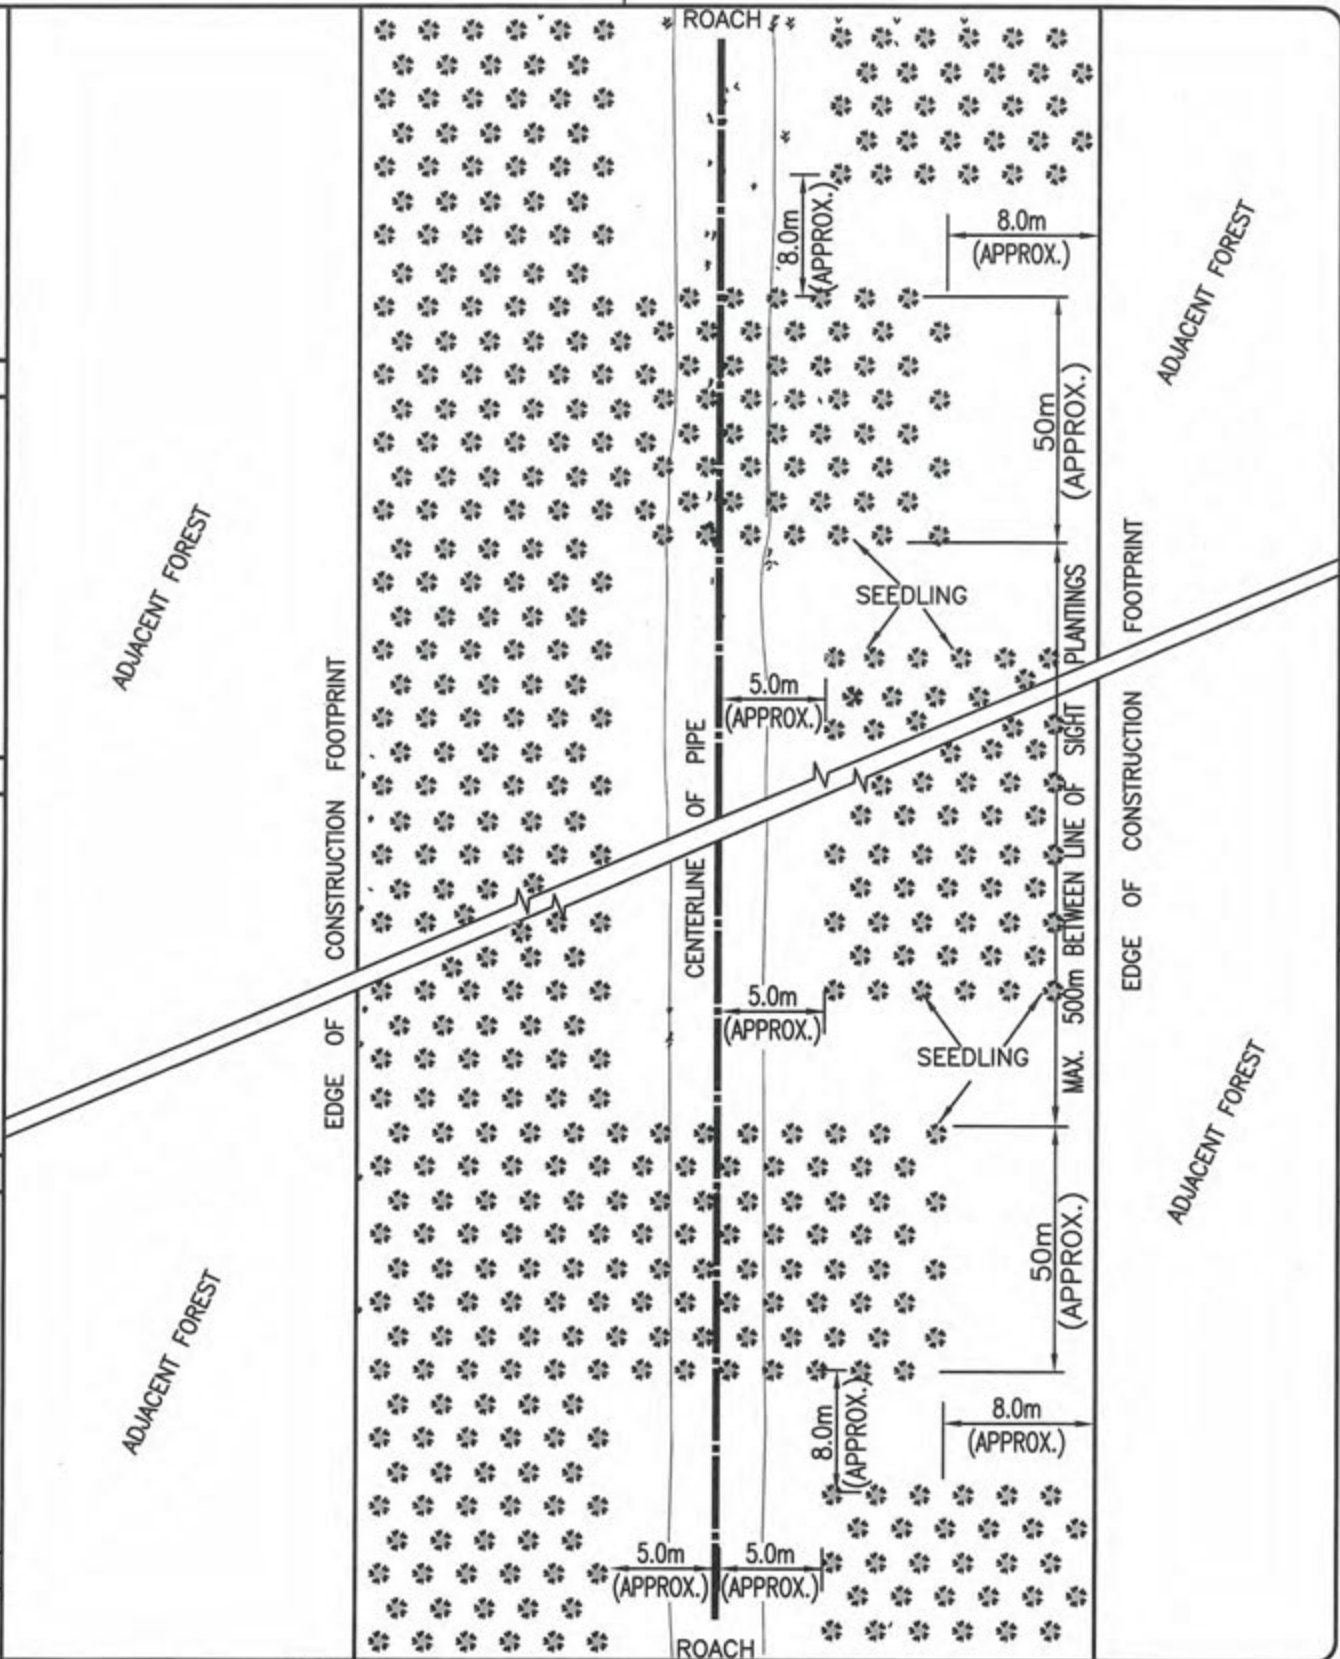 ROACH
8.0m
(APPROX.)
8.0m
(APPROX.)
ADJACENT FOREST
50m
(APPROX.)
ADJACENT FOREST
SEEDLING
EDGE OF CONSTRUCTION FOOTPRINT
5.0m
(APPROX.)
CENTERLINE OF PIPE
MAX. 500m BETWEEN LINE OF SIGHT PLANTINGS
EDGE OF CONSTRUCTION FOOTPRINT
5.0m
(APPROX.)
SEEDLING
ADJACENT FOREST
50m
(APPROX.)
ADJACENT FOREST
8.0m
(APPROX.)
8.0m
(APPROX.)
5.0m
(APPROX.)
5.0m
(APPROX.)
ROACH